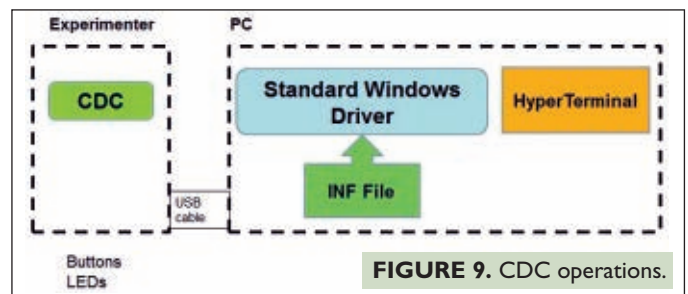 Experimenter
PC
CDC
Standard Windows
Driver
HyperTerminal
INF File
USB
cable
Buttons
LEDs
FIGURE 9. CDC operations.